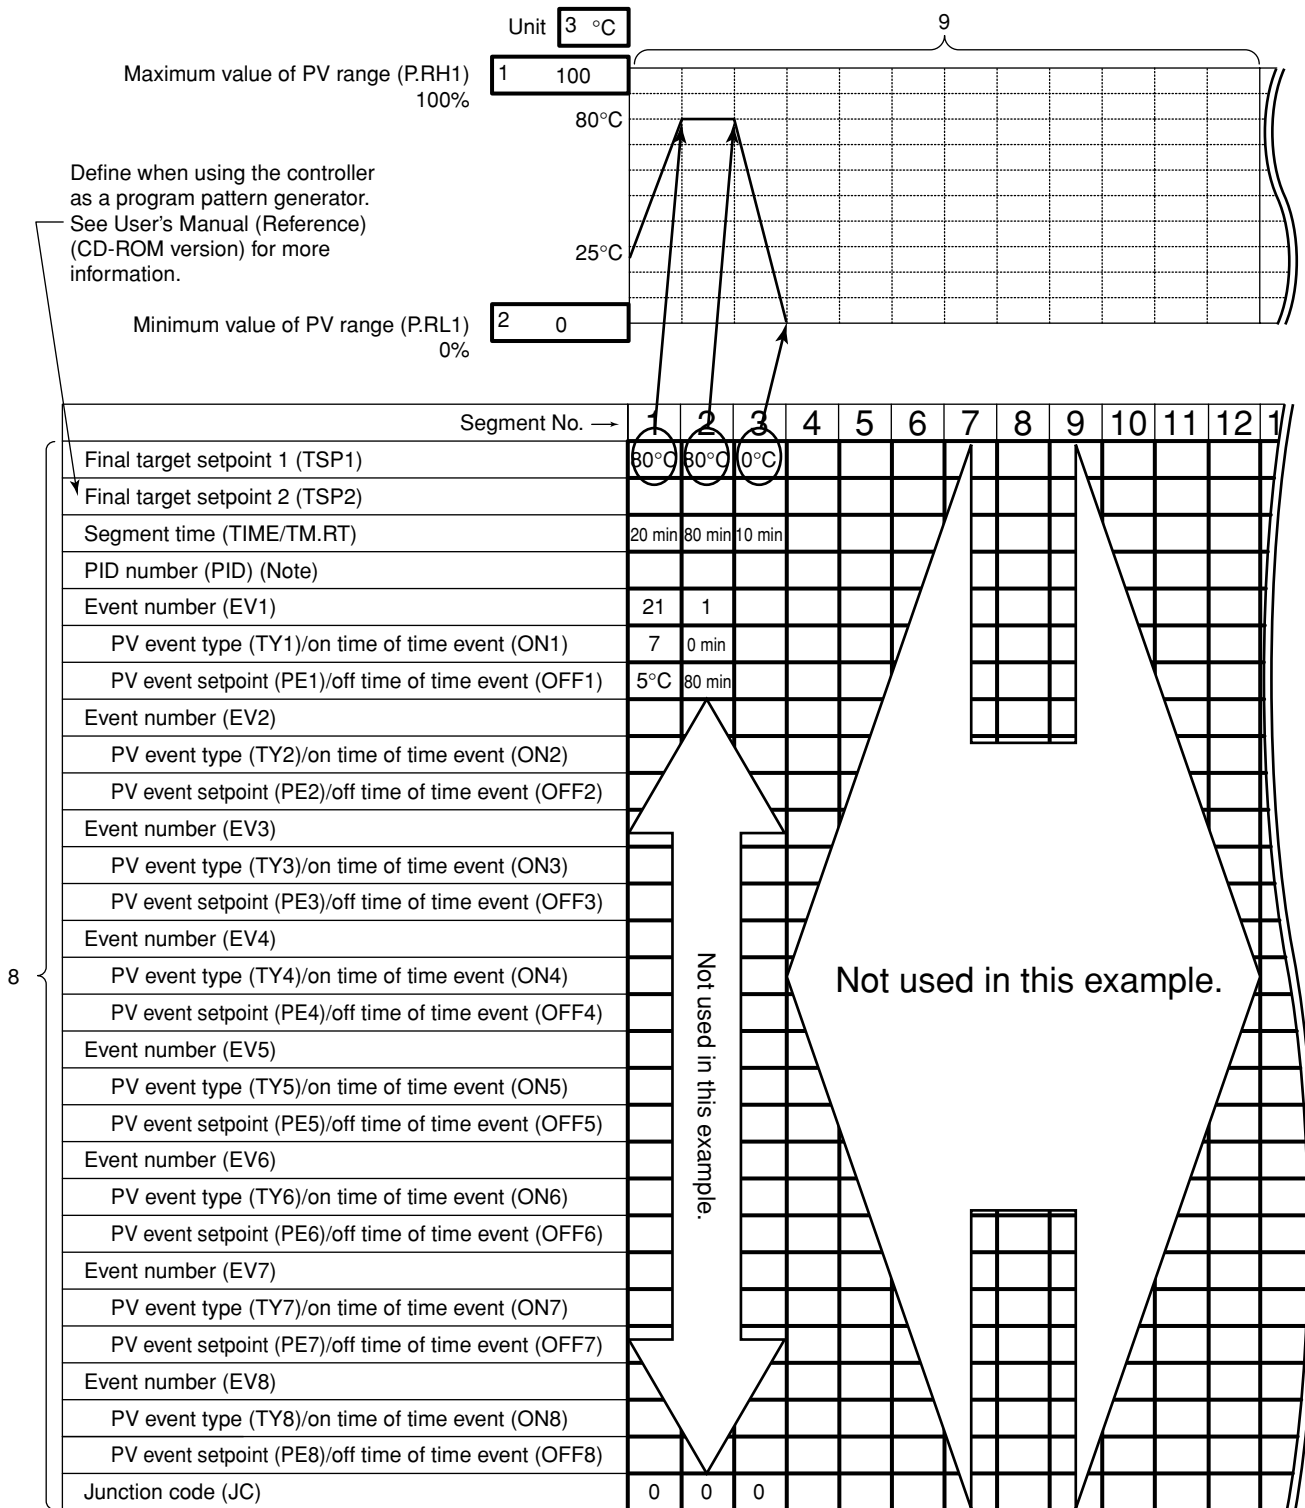 Unit 3 °C
9
Maximum value of PV range (P.RH1) 1 100
100%
80°C
Define when using the controller
as a program pattern generator.
See User's Manual (Reference)
(CD-ROM version) for more
information.
25°C
Minimum value of PV range (P.RL1) 2 0
0%
Segment No. → 1 2 3 4 5 6 7 8 9 10 11 12 1
Final target setpoint 1 (TSP1) 80°C 80°C 0°C
Final target setpoint 2 (TSP2)
Segment time (TIME/TM.RT) 20 min 80 min 10 min
PID number (PID) (Note)
Event number (EV1) 21 1
PV event type (TY1)/on time of time event (ON1) 7 0 min
PV event setpoint (PE1)/off time of time event (OFF1) 5°C 80 min
Event number (EV2)
PV event type (TY2)/on time of time event (ON2)
PV event setpoint (PE2)/off time of time event (OFF2)
Event number (EV3)
PV event type (TY3)/on time of time event (ON3)
PV event setpoint (PE3)/off time of time event (OFF3)
Event number (EV4)
8
PV event type (TY4)/on time of time event (ON4)
Not used in this example.
Not used in this example.
PV event setpoint (PE4)/off time of time event (OFF4)
Event number (EV5)
PV event type (TY5)/on time of time event (ON5)
PV event setpoint (PE5)/off time of time event (OFF5)
Event number (EV6)
PV event type (TY6)/on time of time event (ON6)
PV event setpoint (PE6)/off time of time event (OFF6)
Event number (EV7)
PV event type (TY7)/on time of time event (ON7)
PV event setpoint (PE7)/off time of time event (OFF7)
Event number (EV8)
PV event type (TY8)/on time of time event (ON8)
PV event setpoint (PE8)/off time of time event (OFF8)
Junction code (JC) 0 0 0